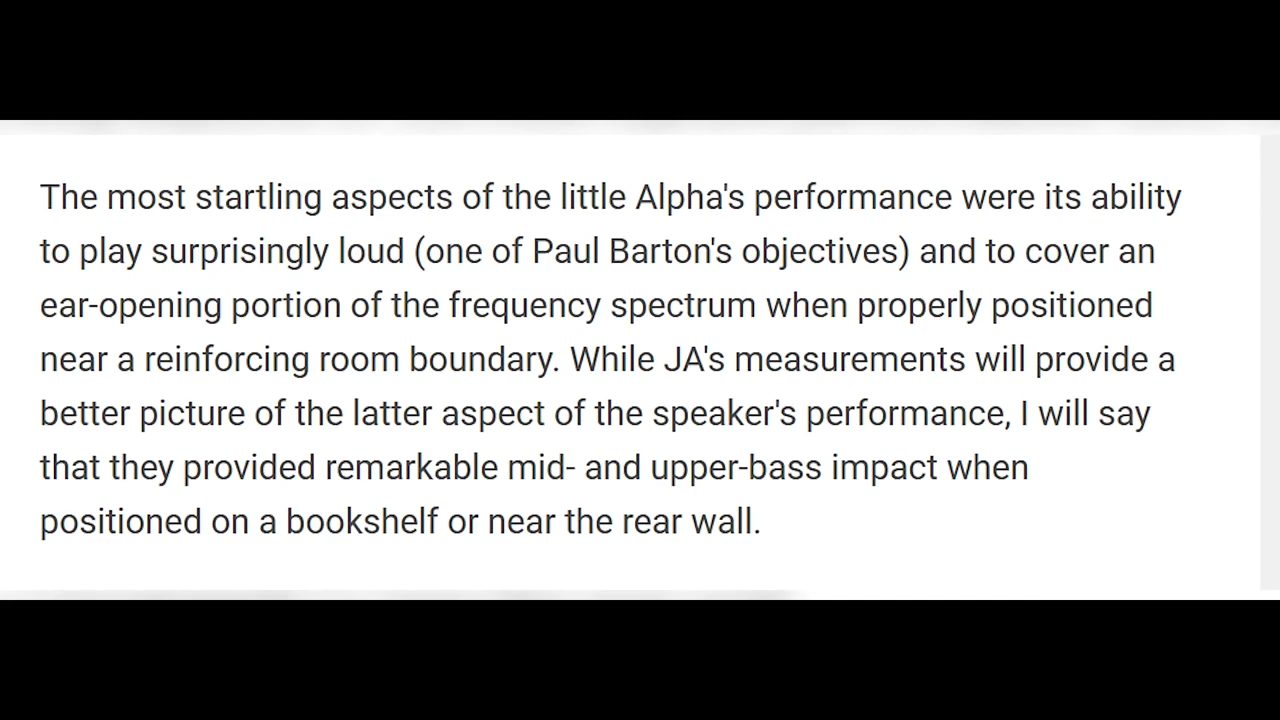 The most startling aspects of the little Alpha's performance were its ability
to play surprisingly loud (one of Paul Barton's objectives) and to cover an
ear-opening portion of the frequency spectrum when properly positioned
near a reinforcing room boundary. While JA's measurements will provide a
better picture of the latter aspect of the speaker's performance, I will say
that they provided remarkable mid- and upper-bass impact when
positioned on a bookshelf or near the rear wall.